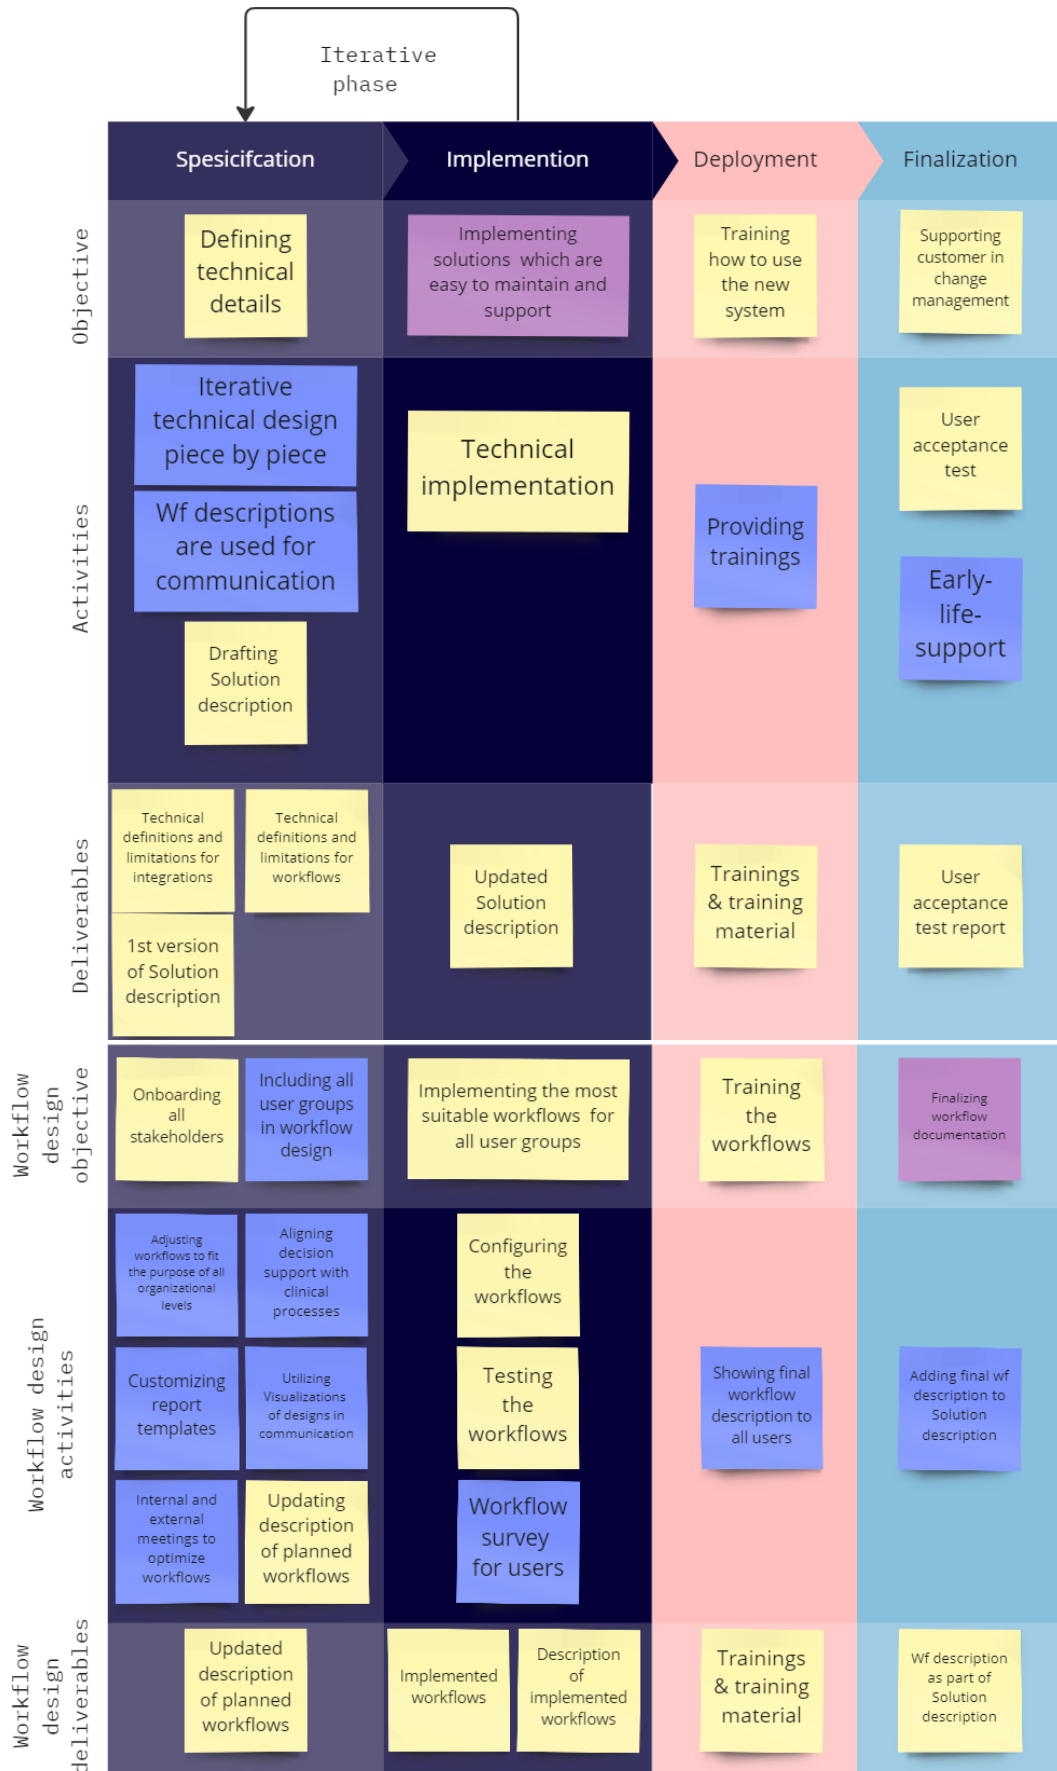 Iterative
phase
Spesicifcation
Implemention
Deployment
Finalization
Objective
Defining
technical
details
Implementing
solutions which are
easy to maintain and
support
Training
how to use
the new
system
Supporting
customer in
change
management
Activities
Iterative
technical design
piece by piece
Wf descriptions
are used for
communication
Drafting
Solution
description
Technical
implementation
Providing
trainings
User
acceptance
test
Early-
life-
support
Deliverables
Technical
definitions and
limitations for
integrations
Technical
definitions and
limitations for
workflows
1st version
of Solution
description
Updated
Solution
description
Trainings
& training
material
User
acceptance
test report
Workflow
design
objective
Onboarding
all
stakeholders
Including all
user groups
in workflow
design
Implementing the most
suitable workflows for
all user groups
Training
the
workflows
Finalizing
workflow
documentation
Workflow design
activities
Adjusting
workflows to fit
the purpose of all
organizational
levels
Aligning
decision
support with
clinical
processes
Customizing
report
templates
Utilizing
Visualizations
of designs in
communication
Internal and
external
meetings to
optimize
workflows
Updating
description
of planned
workflows
Configuring
the
workflows
Testing
the
workflows
Workflow
survey
for users
Showing final
workflow
description to
all users
Adding final wf
description to
Solution
description
Workflow
design
deliverables
Updated
description
of planned
workflows
Implemented
workflows
Description
of
implemented
workflows
Trainings
& training
material
Wf description
as part of
Solution
description